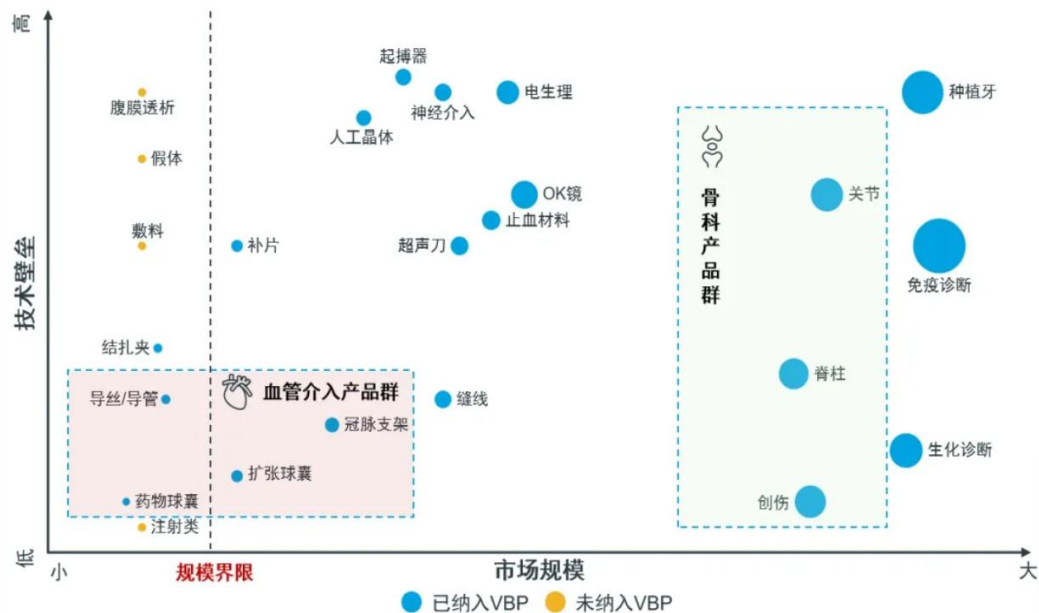 高
起搏器
腹膜透析
神经介入
电生理
种植牙
人工晶体
假体
骨科产品群
OK镜
关节
止血材料
敷料
补片
超声刀
免疫诊断
技术壁垒
结扎夹
脊柱
导丝/导管
血管介入产品群
缝线
冠脉支架
生化诊断
扩张球囊
药物球囊
创伤
注射类
低
小
规模界限
市场规模
大
已纳入VBP
未纳入VBP